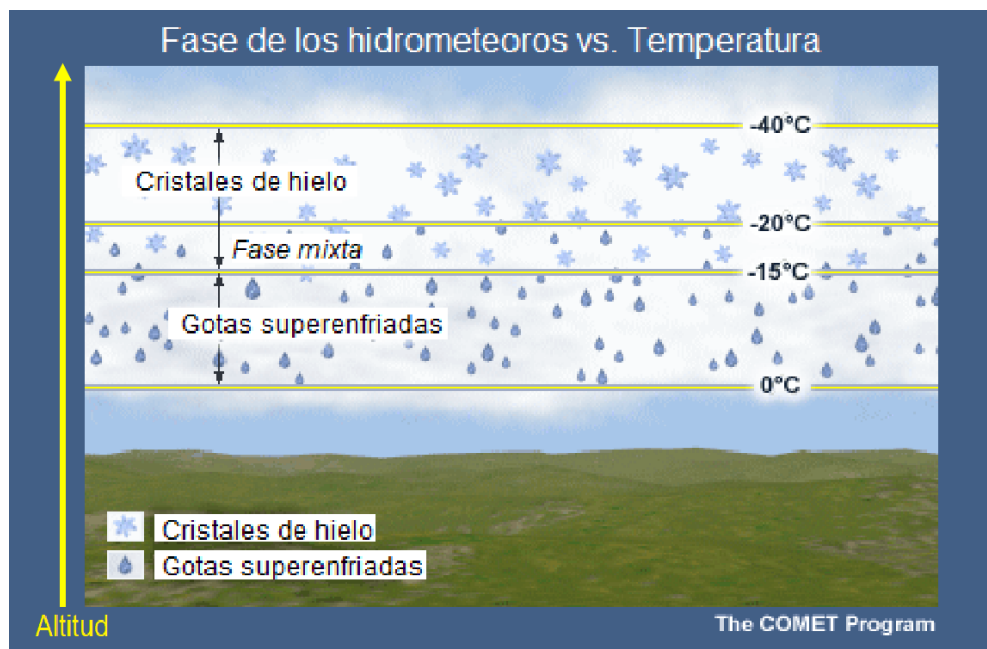 Fase de los hidrometeoros vs. Temperatura
-40°C
Cristales de hielo
-20°C
Fase mixta
-15°C
Gotas superenfriadas
0°C
Cristales de hielo
Gotas superenfriadas
Altitud
The COMET Program